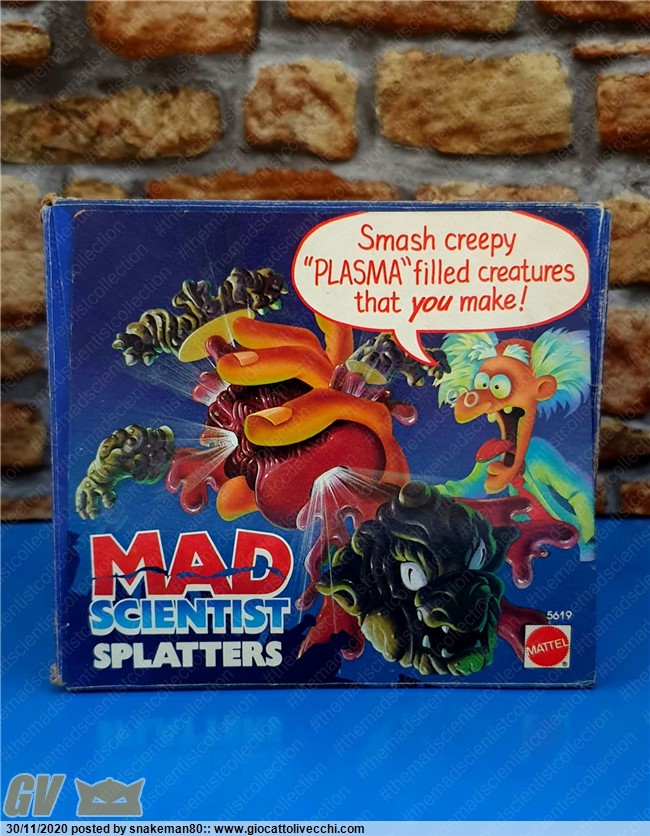 Smash creepy
"PLASMA" filled creatures
that you make!
MAD
SCIENTIST
SPLATTERS
5619
MATTEL
®
#themadscientistcollection
GV
30/11/2020 posted by snakeman80:: www.giocattolivecchi.com